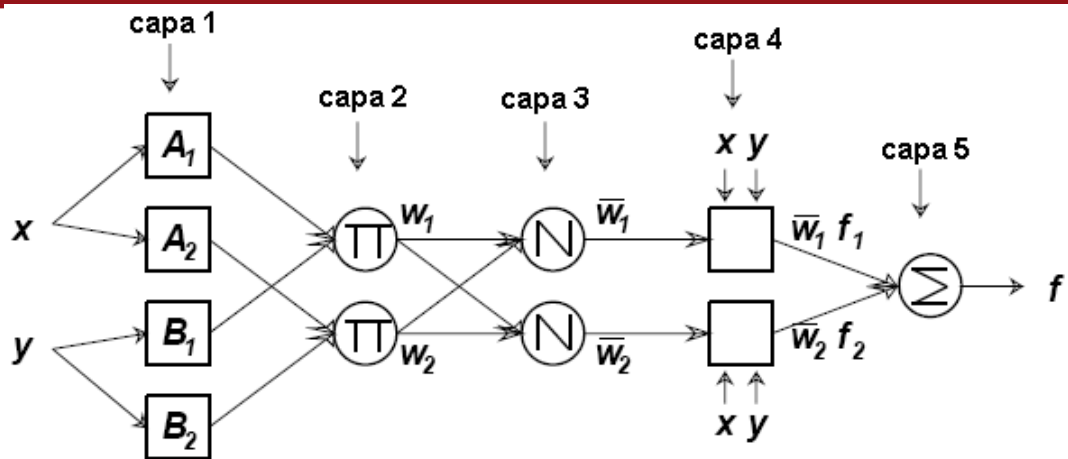 capa 1
capa 2
capa 3
capa 4
capa 5
x y
A₁
A₂
B₁
B₂
x
y
Π
Π
w₁
w₂
N
N
w̅₁
w̅₂
w̅₁ f₁
w̅₂ f₂
x y
Σ
f